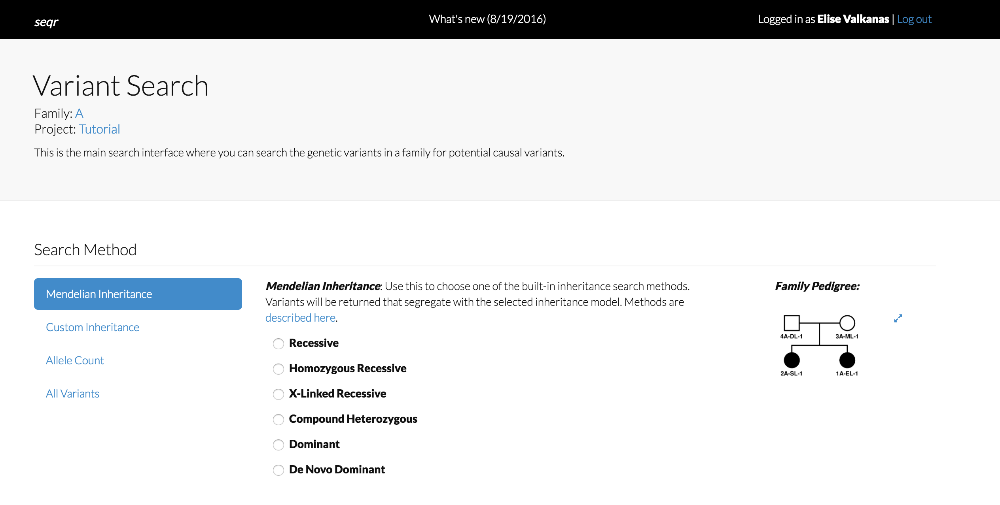 seqr
What's new (8/19/2016)
Logged in as Elise Valkanas | Log out
Variant Search
Family: A
Project: Tutorial
This is the main search interface where you can search the genetic variants in a family for potential causal variants.
Search Method
Mendelian Inheritance
Custom Inheritance
Allele Count
All Variants
Mendelian Inheritance: Use this to choose one of the built-in inheritance search methods.
Variants will be returned that segregate with the selected inheritance model. Methods are
described here.
Recessive
Homozygous Recessive
X-Linked Recessive
Compound Heterozygous
Dominant
De Novo Dominant
Family Pedigree:
4A-DL-1 3A-ML-1
2A-SL-1 1A-EL-1